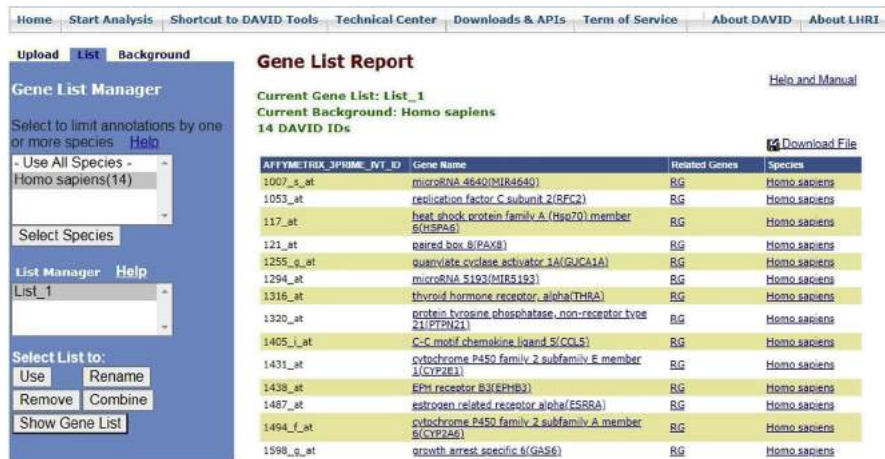 Home Start Analysis Shortcut to DAVID Tools Technical Center Downloads & APIs Term of Service About DAVID About LHRI
Upload List Background
Gene List Manager
Select to limit annotations by one
or more species Help
- Use All Species -
Homo sapiens(14)
Select Species
List Manager Help
List_1
Select List to:
Use Rename
Remove Combine
Show Gene List
Gene List Report
Help and Manual
Current Gene List: List_1
Current Background: Homo sapiens
14 DAVID IDs
Download File
AFFYMETRIX_3PRIME_IVT_ID Gene Name Related Genes Species
1007_s_at microRNA 4640(MIR4640) RG Homo sapiens
1053_at replication factor C subunit 2(RFC2) RG Homo sapiens
117_at heat shock protein family A (Hsp70) member
6(HSPA6) RG Homo sapiens
121_at paired box 8(PAX8) RG Homo sapiens
1255_g_at guanylate cyclase activator 1A(GUCA1A) RG Homo sapiens
1294_at microRNA 5193(MIR5193) RG Homo sapiens
1316_at thyroid hormone receptor, alpha(THRA) RG Homo sapiens
1320_at protein tyrosine phosphatase, non-receptor type
21(PTPN21) RG Homo sapiens
1405_i_at C-C motif chemokine ligand 5(CCL5) RG Homo sapiens
1431_at cytochrome P450 family 2 subfamily E member
1(CYP2E1) RG Homo sapiens
1438_at EPH receptor B3(EPHB3) RG Homo sapiens
1487_at estrogen related receptor alpha(ESRRA) RG Homo sapiens
1494_f_at cytochrome P450 family 2 subfamily A member
6(CYP2A6) RG Homo sapiens
1598_g_at growth arrest specific 6(GAS6) RG Homo sapiens